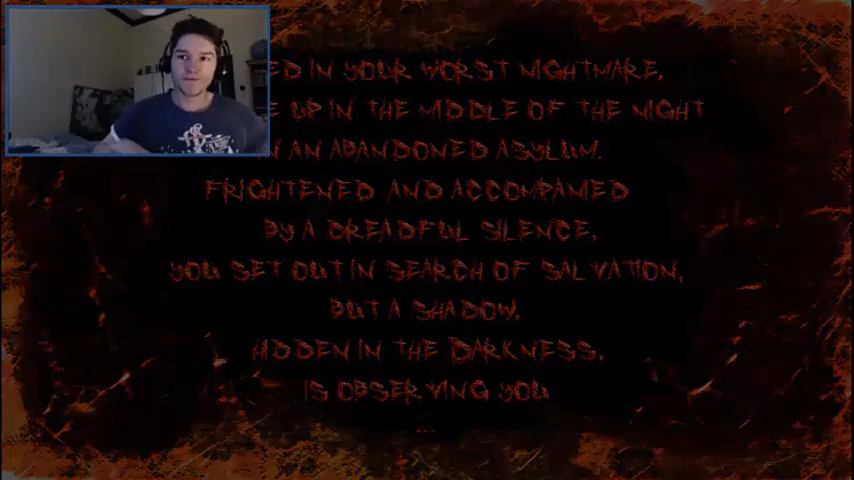 IN YOUR WORST NIGHTMARE,
UP IN THE MIDDLE OF THE NIGHT
IN AN ABANDONED ASYLUM.
FRIGHTENED AND ACCOMPANIED
BY A DREADFUL SILENCE,
YOU SET OUT IN SEARCH OF SALVATION,
BUT A SHADOW,
HIDDEN IN THE DARKNESS,
IS OBSERVING YOU
...